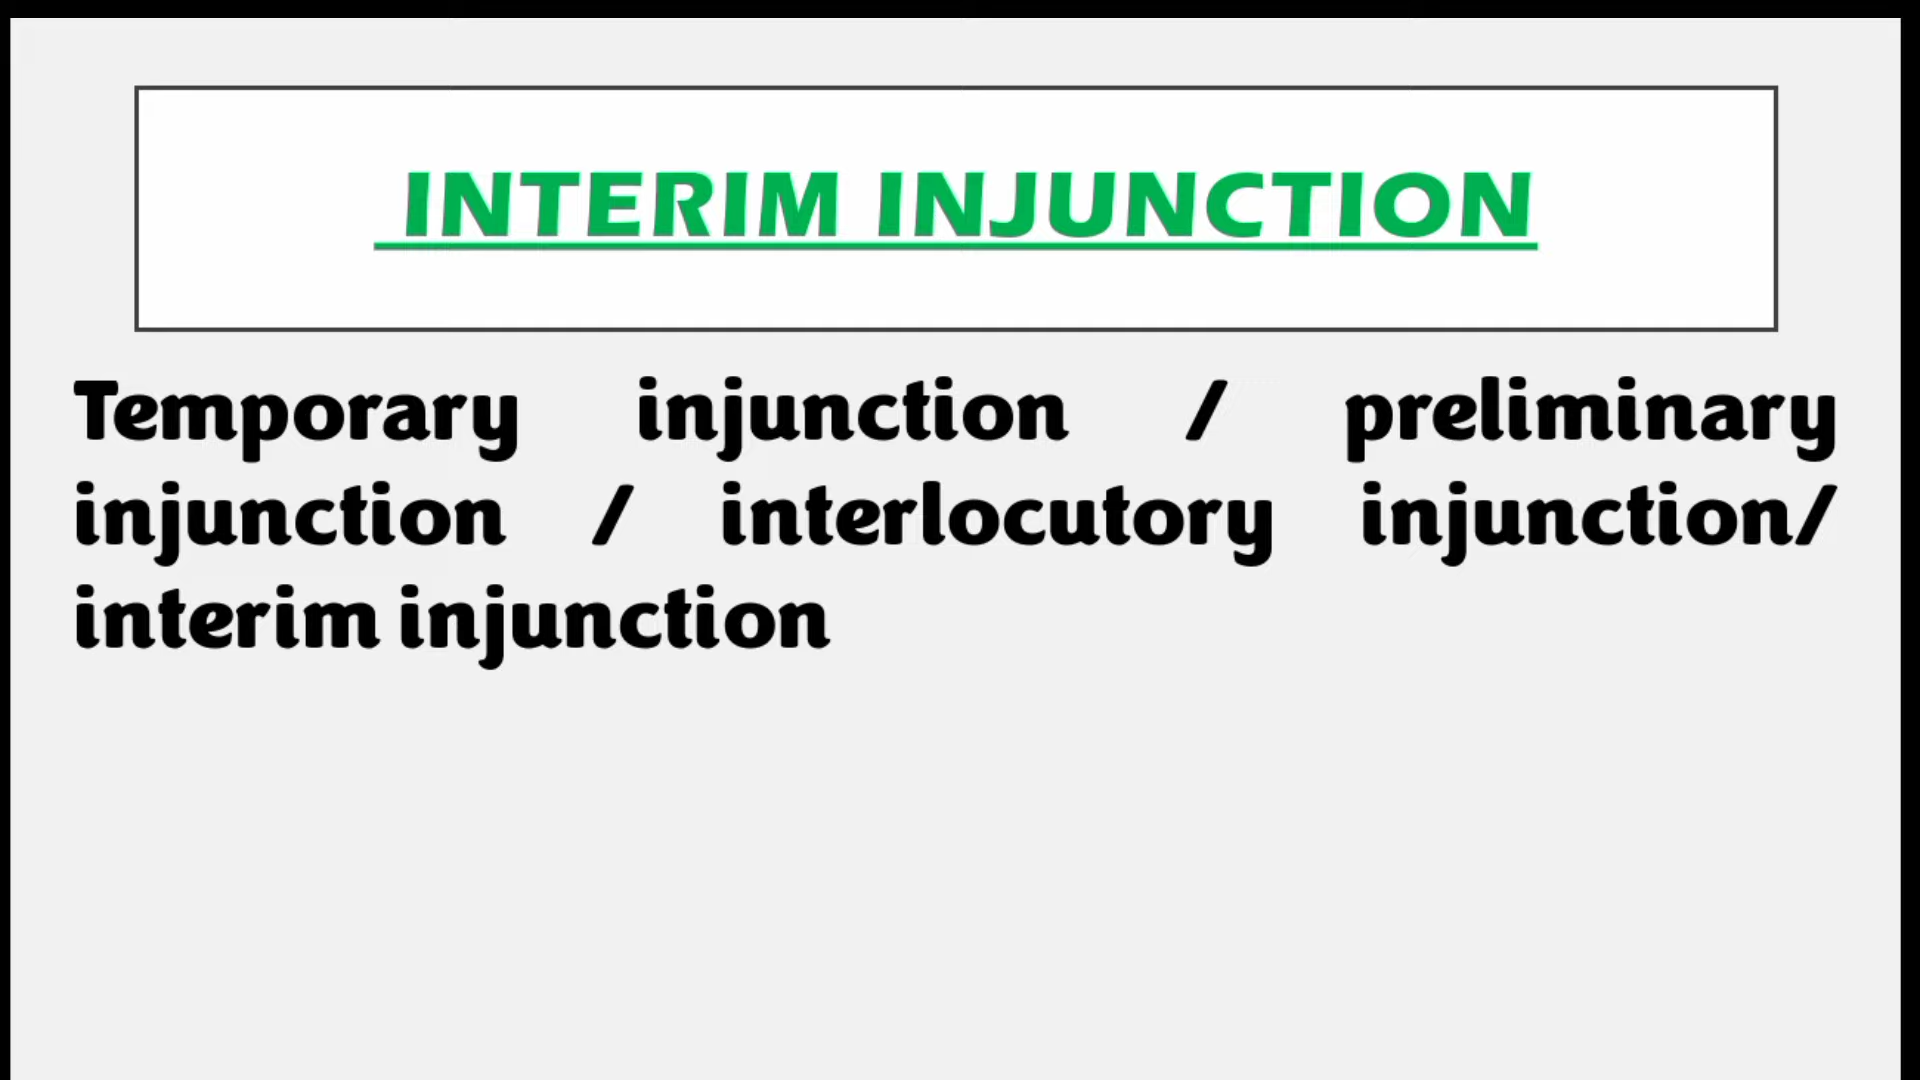 INTERIM INJUNCTION
Temporary injunction / preliminary
injunction / interlocutory injunction/
interim injunction